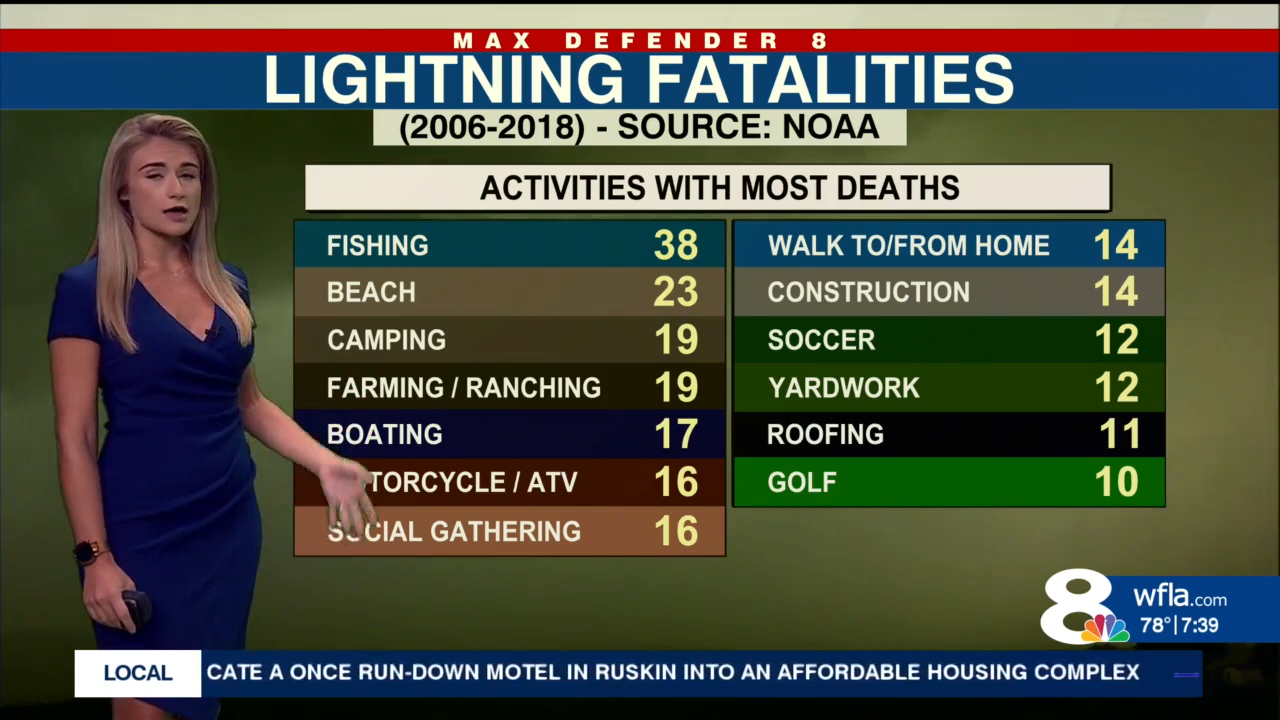 MAX DEFENDER 8
LIGHTNING FATALITIES
(2006-2018) - SOURCE: NOAA
ACTIVITIES WITH MOST DEATHS
FISHING 38
BEACH 23
CAMPING 19
FARMING / RANCHING 19
BOATING 17
TORCYCLE / ATV 16
SOCIAL GATHERING 16
WALK TO/FROM HOME 14
CONSTRUCTION 14
SOCCER 12
YARDWORK 12
ROOFING 11
GOLF 10
8 wfla.com
78° | 7:39
LOCAL CATE A ONCE RUN-DOWN MOTEL IN RUSKIN INTO AN AFFORDABLE HOUSING COMPLEX